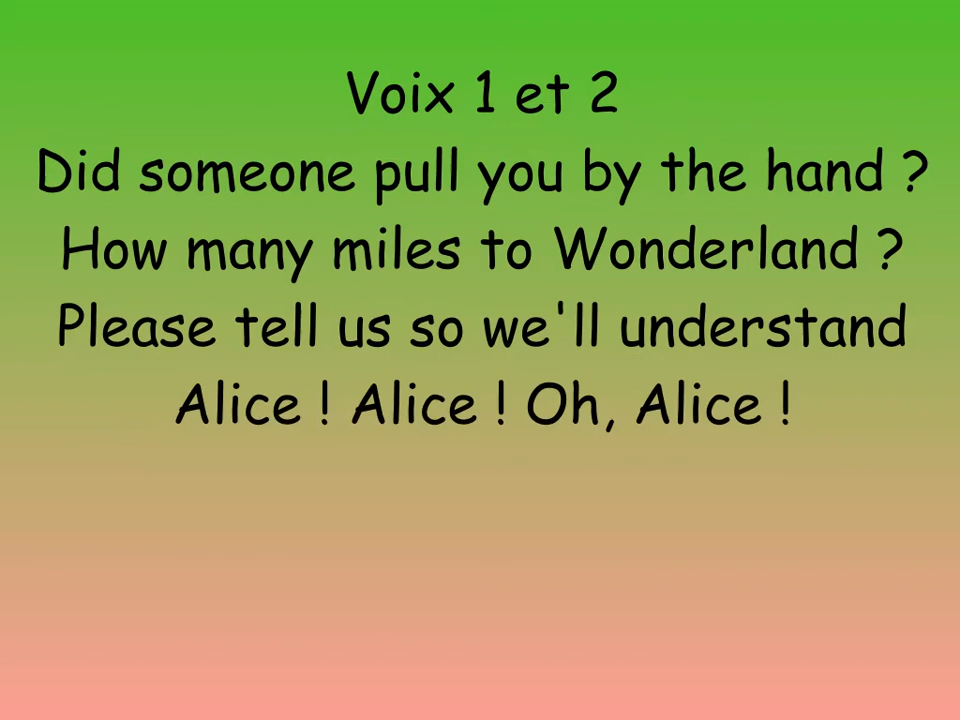 Voix 1 et 2
Did someone pull you by the hand ?
How many miles to Wonderland ?
Please tell us so we'll understand
Alice ! Alice ! Oh, Alice !